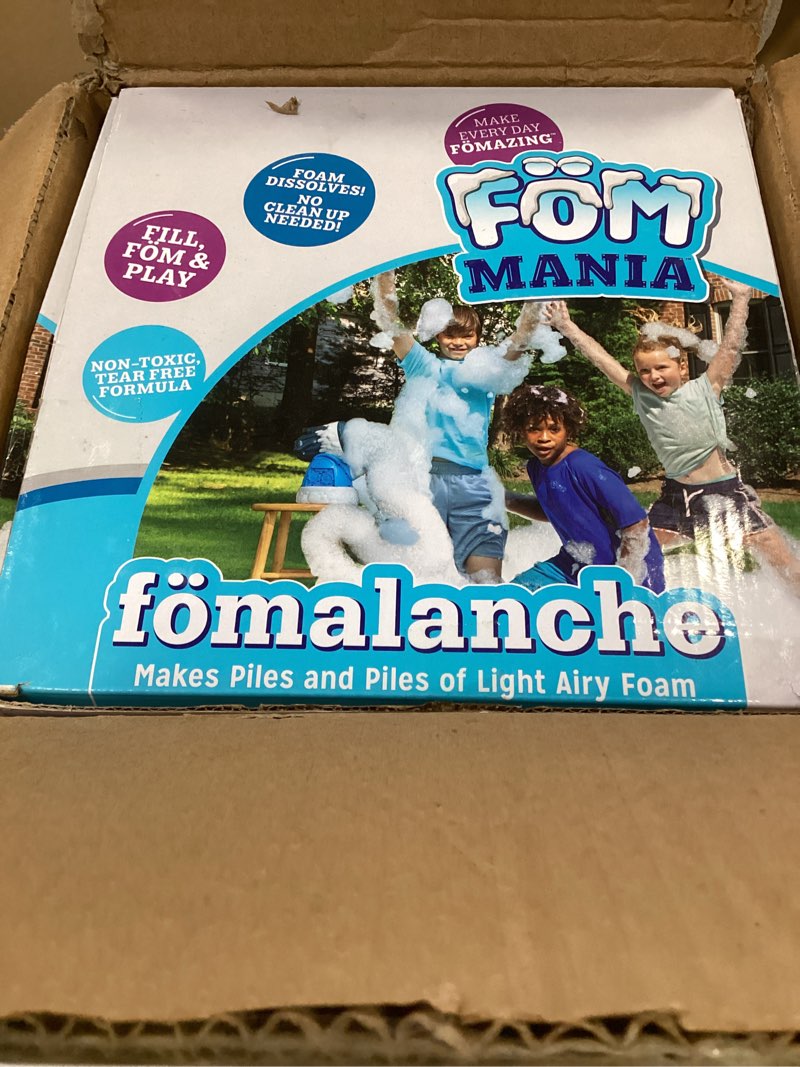 MAKE
EVERY DAY
FÖMAZING™
FÖM
MANIA
FOAM
DISSOLVES!
NO
CLEAN UP
NEEDED!
FILL,
FÖM &
PLAY
NON-TOXIC,
TEAR FREE
FORMULA
fömalanche
Makes Piles and Piles of Light Airy Foam